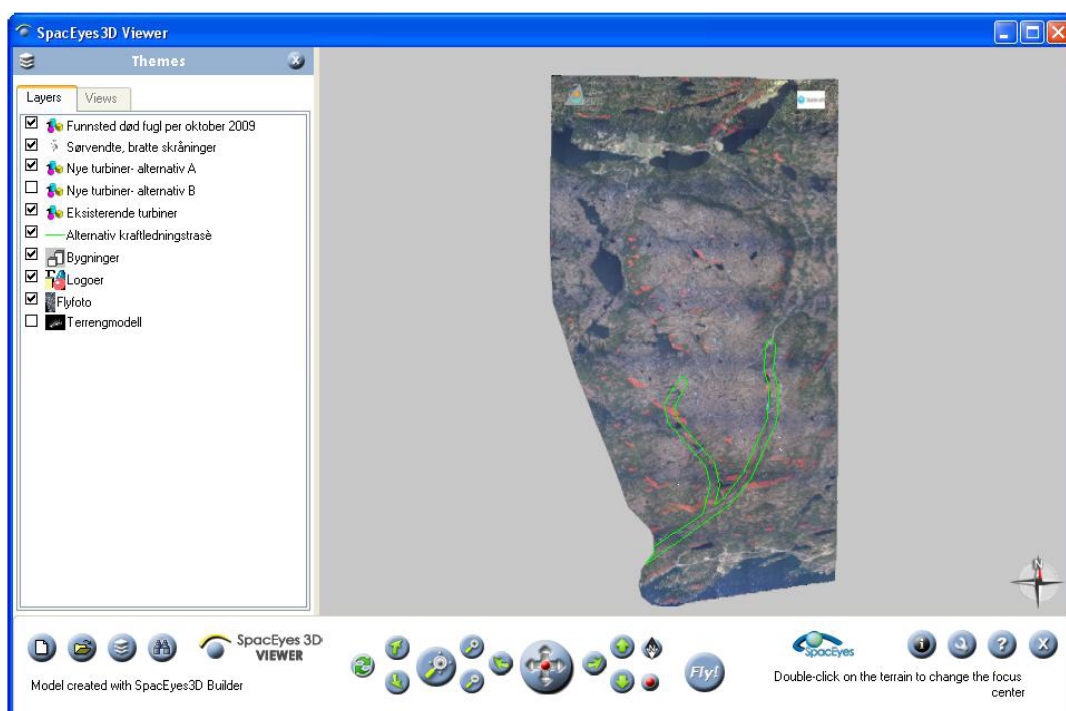 SpacEyes3D Viewer
Themes
Layers
Views
Funnsted død fugl per oktober 2009
Sørvendte, bratte skråninger
Nye turbiner- alternativ A
Nye turbiner- alternativ B
Eksisterende turbiner
Alternativ kraftledningstrasè
Bygninger
Logoer
Flyfoto
Terrengmodell
N
SpacEyes 3D
VIEWER
Model created with SpacEyes3D Builder
Fly!
SpacEyes
Double-click on the terrain to change the focus
center